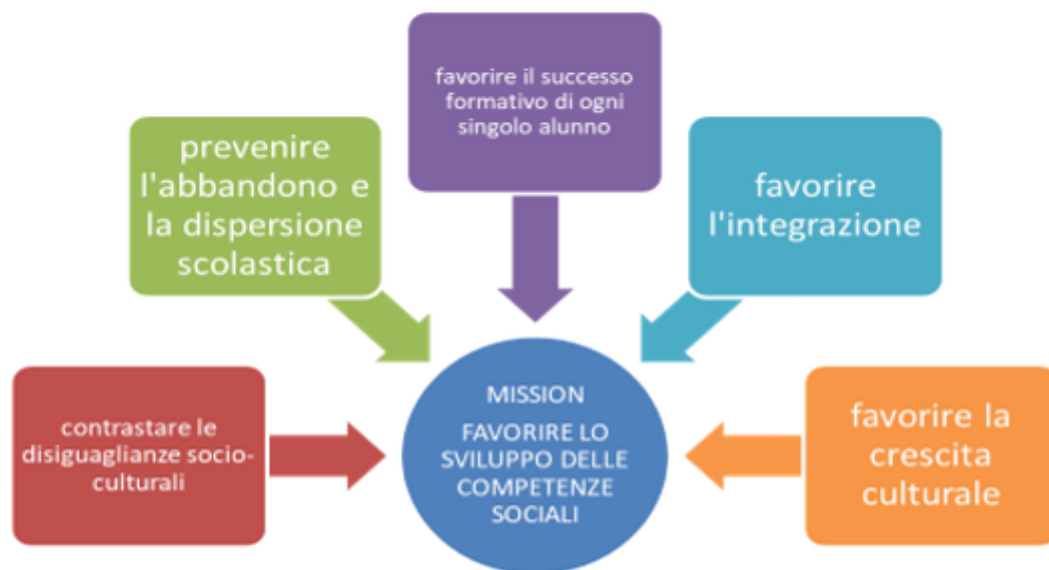 favorire il successo
formativo di ogni
singolo alunno
prevenire
l'abbandono e
la dispersione
scolastica
favorire
l'integrazione
contrastare le
disiguaglianze socio-
culturali
MISSION
FAVORIRE LO
SVILUPPO DELLE
COMPETENZE
SOCIALI
favorire la
crescita
culturale